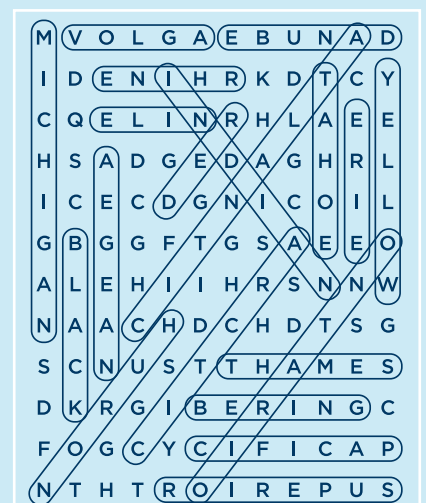 M V O L G A E B U N A D
I D E N I H R K D T C Y
C Q E L I N R H L A E E
H S A D G E D A G H R L
I C E C D G N I C O I L
G B G G F T G S A E E O
A L E H I I H R S N N W
N A A C H D C H D T S G
S C N U S T T H A M E S
D K R G I B E R I N G C
F O G C Y C I F I C A P
N T H T R O I R E P U S